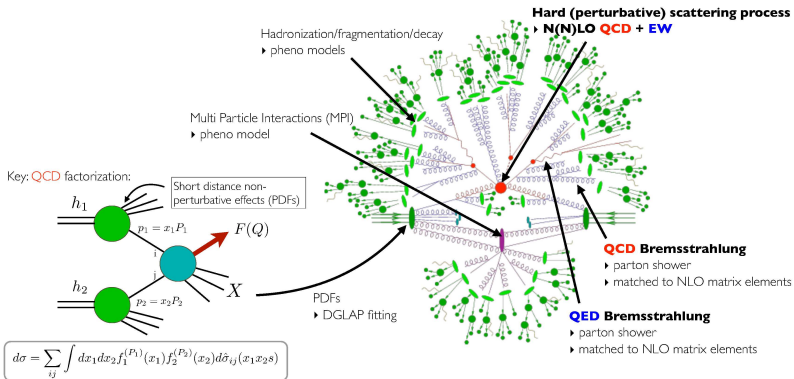 Hard (perturbative) scattering process
‣ N(N)LO QCD + EW
Hadronization/fragmentation/decay
‣ pheno models
Multi Particle Interactions (MPI)
‣ pheno model
Key: QCD factorization:
Short distance non-
perturbative effects (PDFs)
h₁
p₁ = x₁P₁
F(Q)
i
j
X
h₂
p₂ = x₂P₂
PDFs
‣ DGLAP fitting
QCD Bremsstrahlung
‣ parton shower
‣ matched to NLO matrix elements
QED Bremsstrahlung
‣ parton shower
‣ matched to NLO matrix elements
dσ = ∑_{ij} ∫ dx₁dx₂f₁^{(P₁)}(x₁)f₂^{(P₂)}(x₂)dσ̂_{ij}(x₁x₂s)